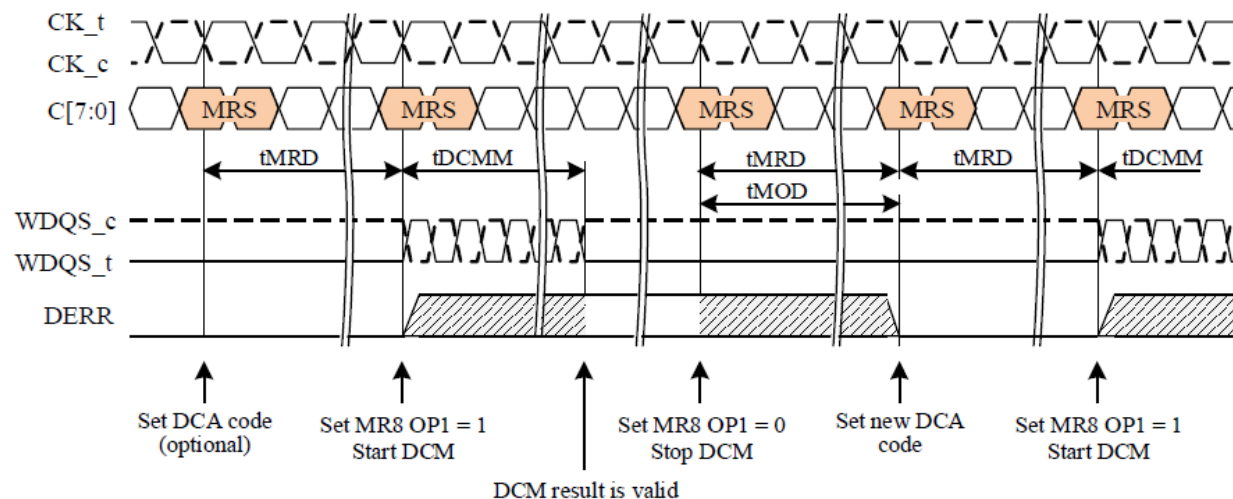 CK_t
CK_c
C[7:0] MRS MRS MRS MRS MRS
tMRD tDCMM tMRD tMRD tDCMM
tMOD
WDQS_c
WDQS_t
DERR
Set DCA code Set MR8 OP1 = 1 Set MR8 OP1 = 0 Set new DCA Set MR8 OP1 = 1
(optional) Start DCM Stop DCM code Start DCM
DCM result is valid